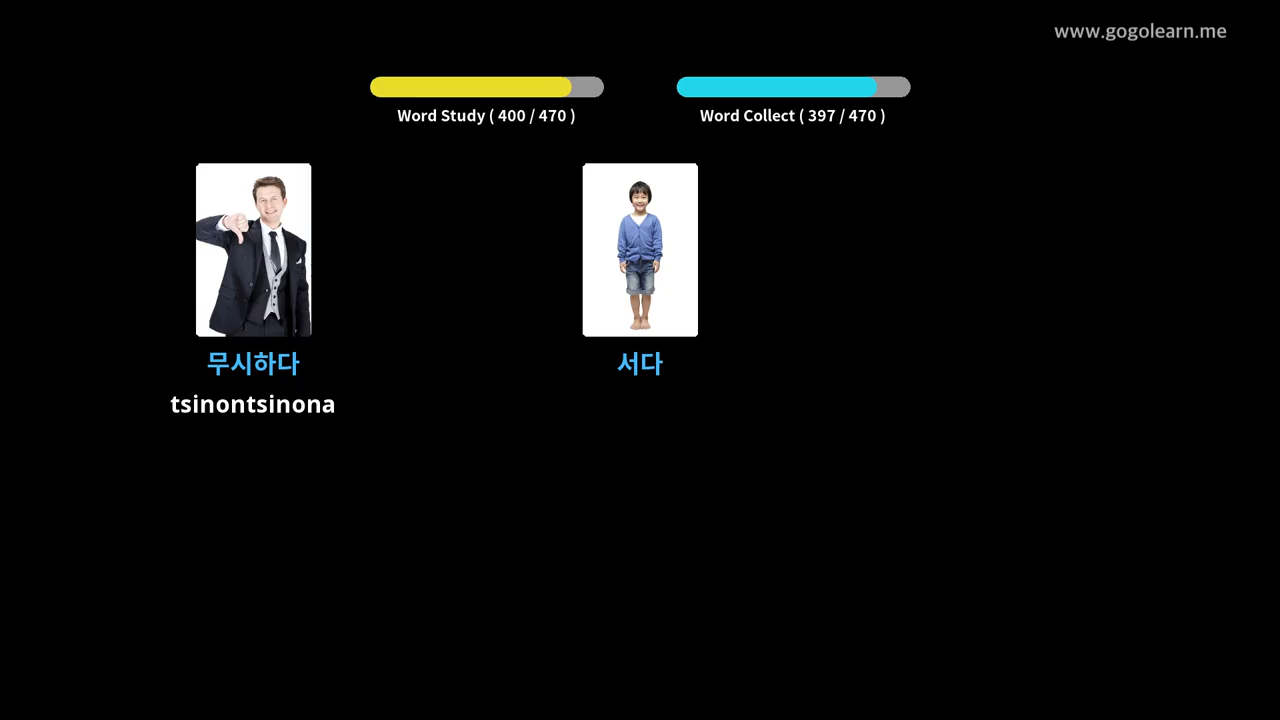 www.gogolearn.me
Word Study ( 400 / 470 )
Word Collect ( 397 / 470 )
무시하다
서다
tsinontsinona